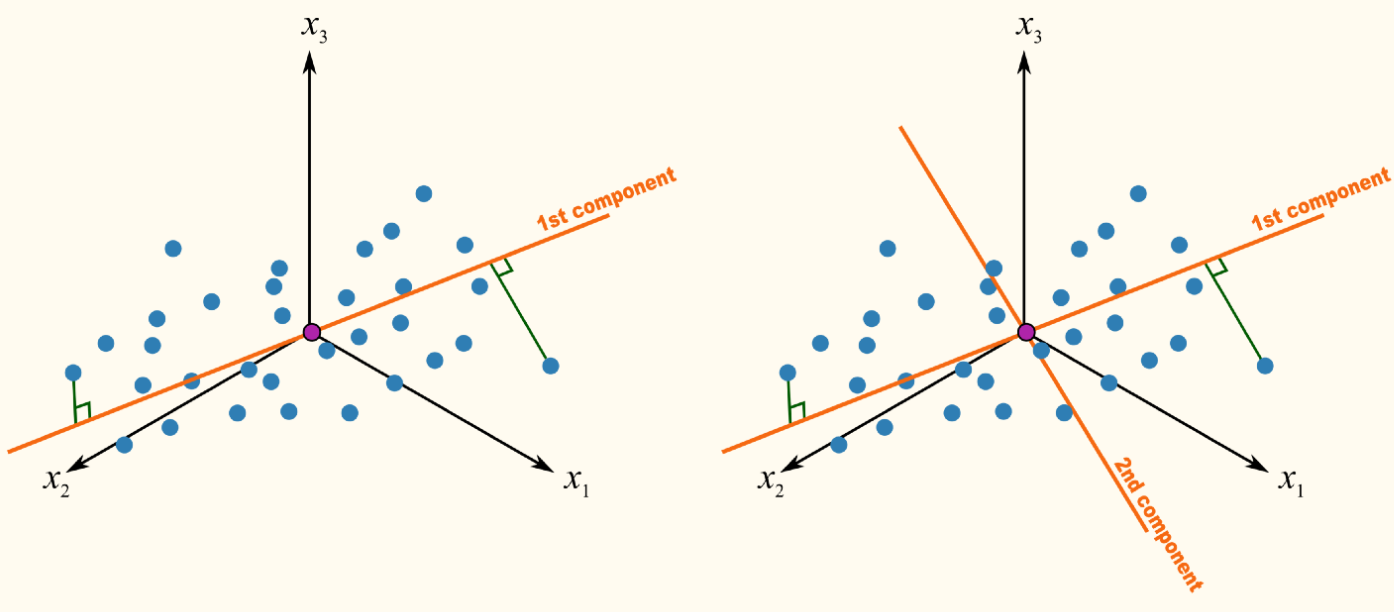 x₃
1st component
x₂
x₁
x₃
1st component
x₂
x₁
2nd component